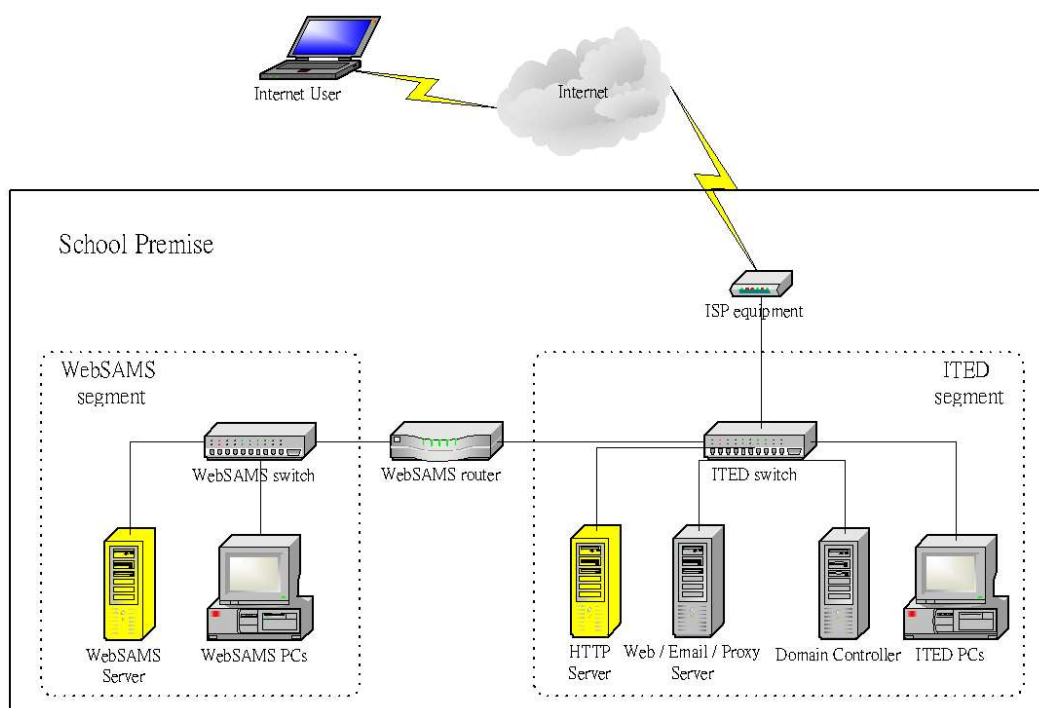 Internet User
Internet
School Premise
ISP equipment
WebSAMS
segment
ITED
segment
WebSAMS switch
WebSAMS router
ITED switch
WebSAMS
Server
WebSAMS PCs
HTTP
Server
Web / Email / Proxy
Server
Domain Controller
ITED PCs